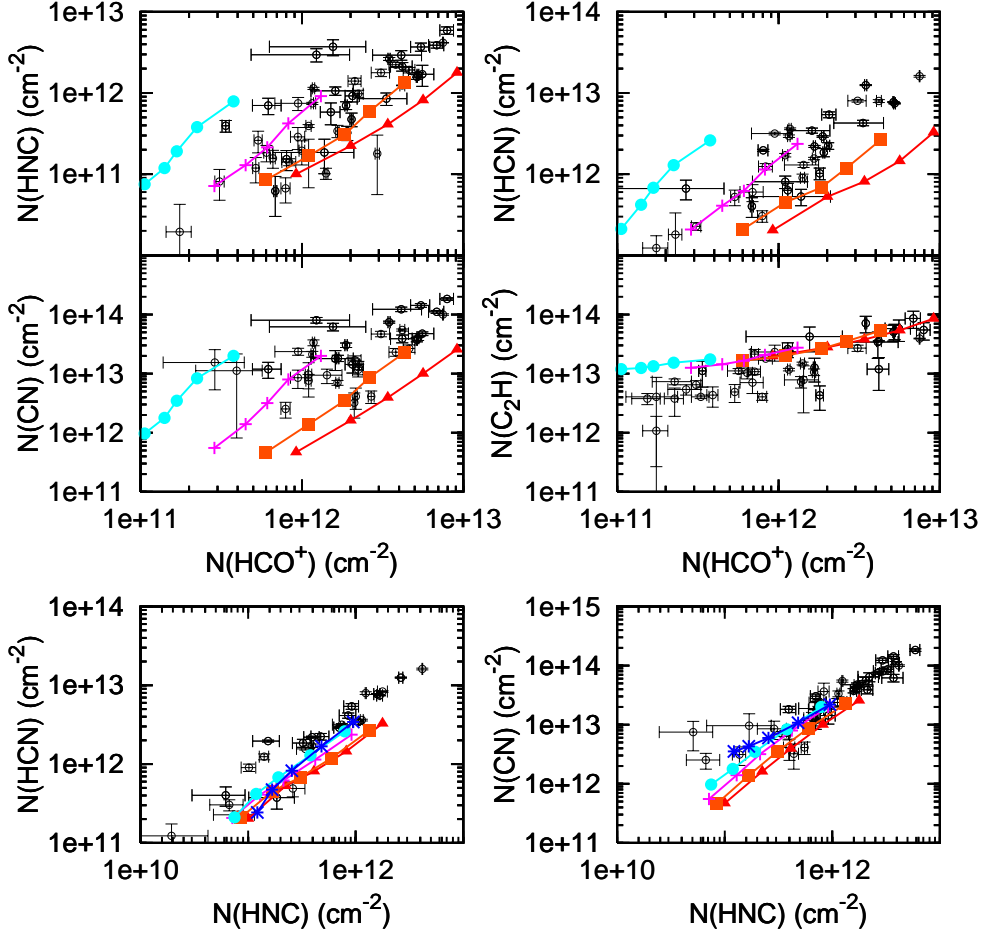 1e+13
1e+12
1e+11
N(HNC) (cm-2)
1e+14
1e+13
1e+12
N(HCN) (cm-2)
1e+14
1e+13
1e+12
1e+11
N(CN) (cm-2)
1e+11 1e+12 1e+13
N(HCO+) (cm-2)
1e+14
1e+13
1e+12
1e+11
N(C2H) (cm-2)
1e+11 1e+12 1e+13
N(HCO+) (cm-2)
1e+14
1e+13
1e+12
1e+11
N(HCN) (cm-2)
1e+10 1e+12
N(HNC) (cm-2)
1e+15
1e+14
1e+13
1e+12
1e+11
N(CN) (cm-2)
1e+10 1e+12
N(HNC) (cm-2)